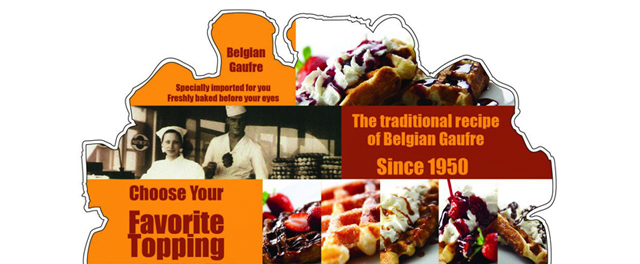 Belgian
Gaufre
Specially imported for you
Freshly baked before your eyes
The traditional recipe
of Belgian Gaufre
Since 1950
Choose Your
Favorite
Topping